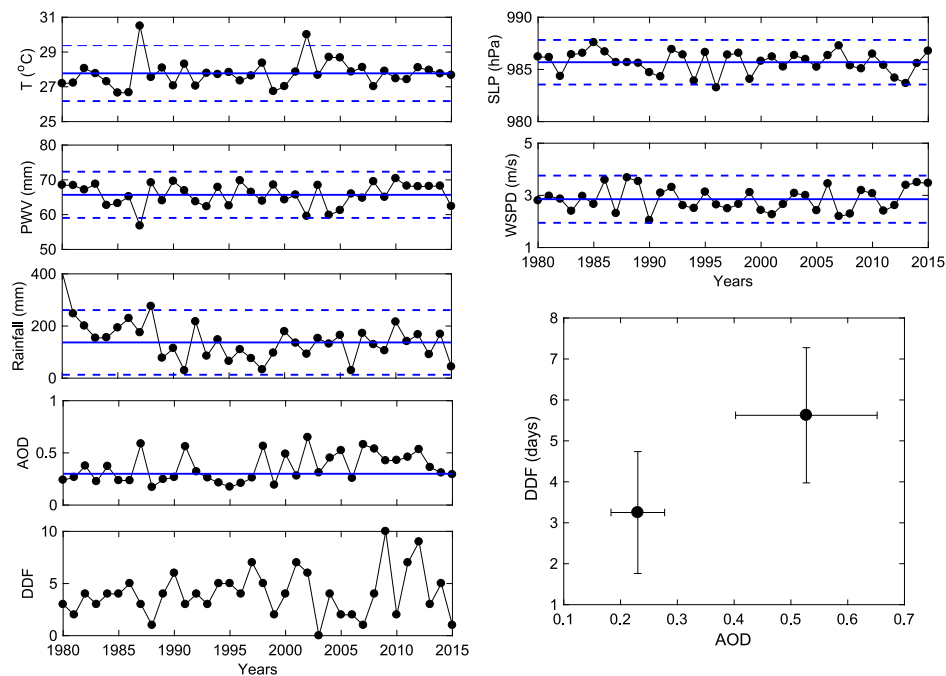 31
29
27
25
T (°C)
80
70
60
50
PWV (mm)
400
200
0
Rainfall (mm)
1
0.5
0
AOD
10
5
0
DDF
1980 1985 1990 1995 2000 2005 2010 2015
Years
990
985
980
SLP (hPa)
5
3
1
WSPD (m/s)
1980 1985 1990 1995 2000 2005 2010 2015
Years
8
7
6
5
4
3
2
1
DDF (days)
0.1 0.2 0.3 0.4 0.5 0.6 0.7
AOD